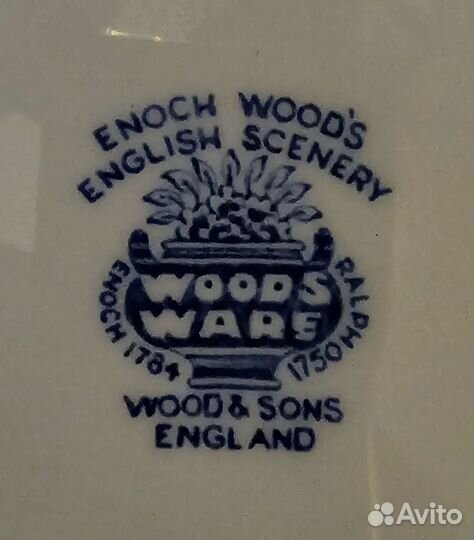 ENOCH WOOD'S
ENGLISH SCENERY
WOODS
WARE
ENOCH 1784
RALPH 1750
WOOD & SONS
ENGLAND
Avito